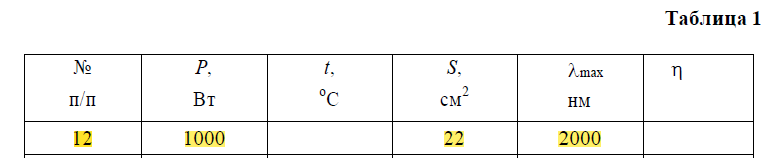 Таблица 1
№ п/п P, Вт t, °C S, см² λmax нм η
12 1000 22 2000